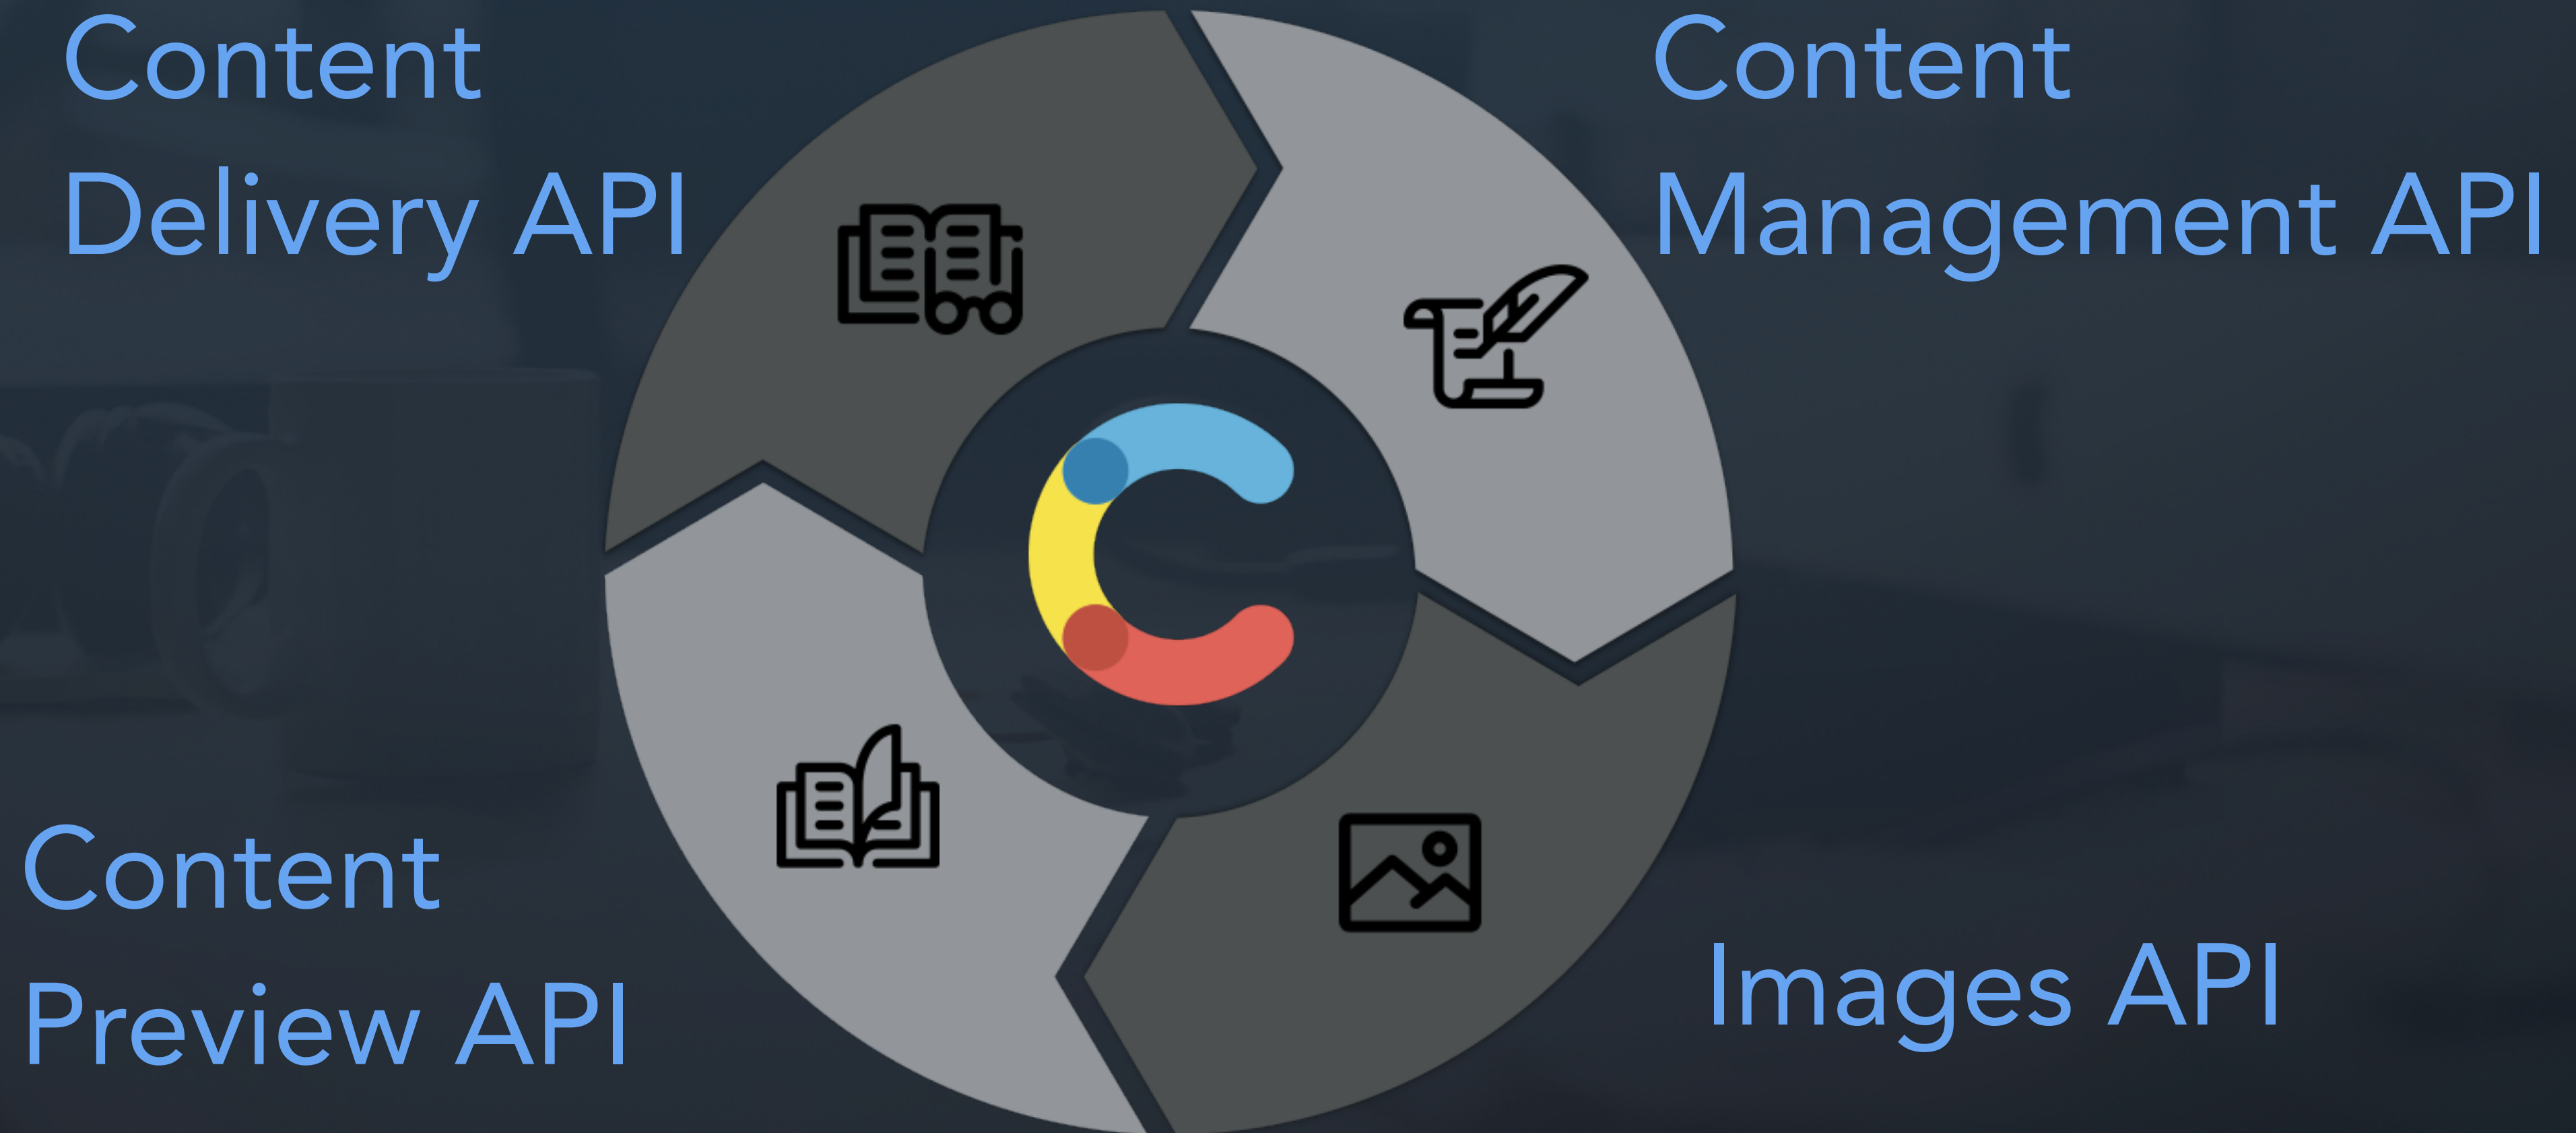 Content
Delivery API
Content
Management API
Content
Preview API
Images API